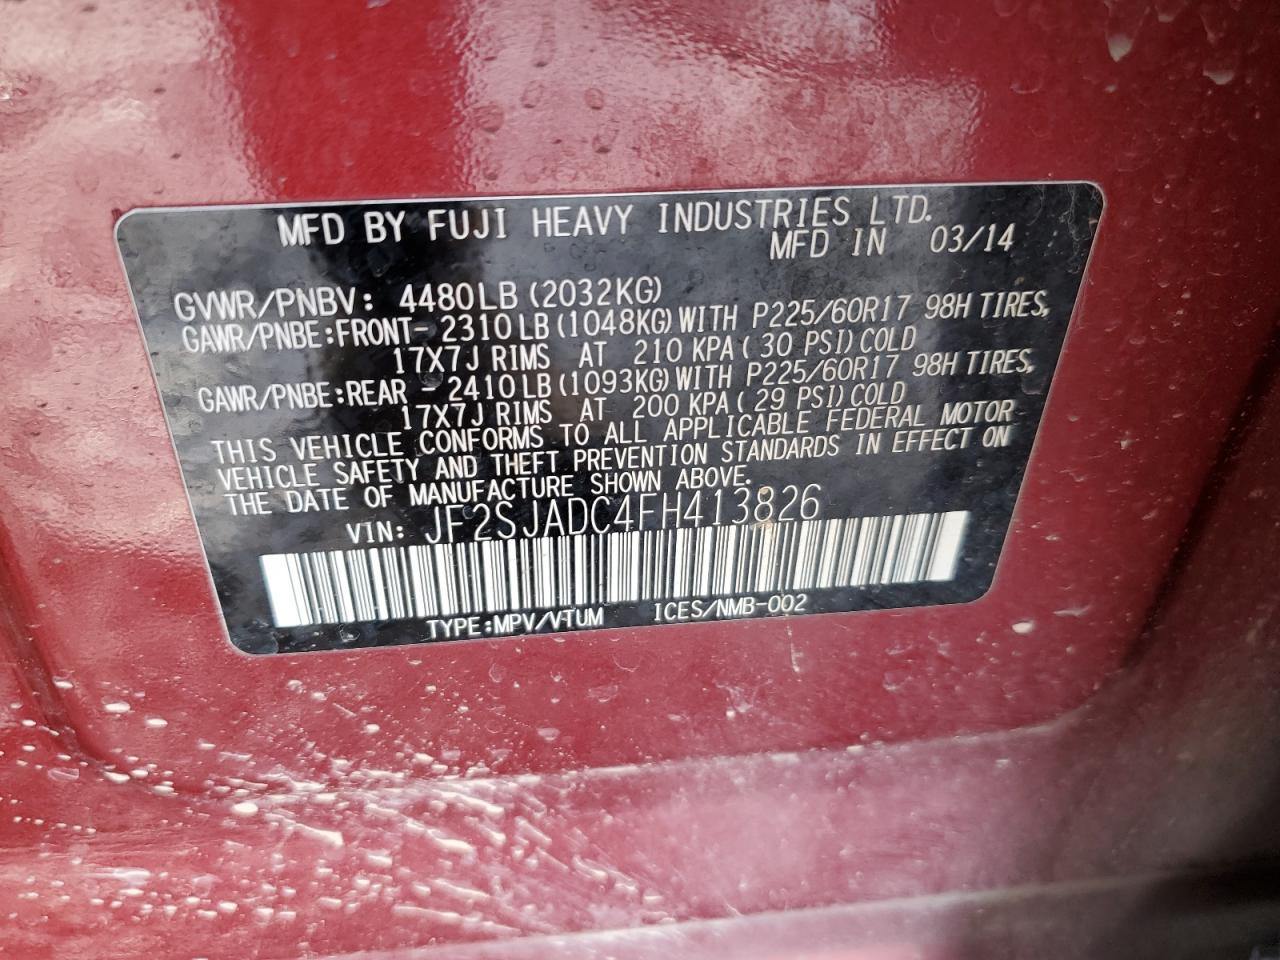 MFD BY FUJI HEAVY INDUSTRIES LTD.
MFD IN 03/14
GVWR/PNBV: 4480LB (2032KG)
GAWR/PNBE:FRONT- 2310LB (1048KG) WITH P225/60R17 98H TIRES,
17X7J RIMS AT 210 KPA (30 PSI) COLD
GAWR/PNBE:REAR - 2410LB (1093KG) WITH P225/60R17 98H TIRES,
17X7J RIMS AT 200 KPA (29 PSI) COLD
THIS VEHICLE CONFORMS TO ALL APPLICABLE FEDERAL MOTOR
VEHICLE SAFETY AND THEFT PREVENTION STANDARDS IN EFFECT ON
THE DATE OF MANUFACTURE SHOWN ABOVE.
VIN: JF2SJADC4FH413826
TYPE:MPV/VTUM ICES/NMB-002